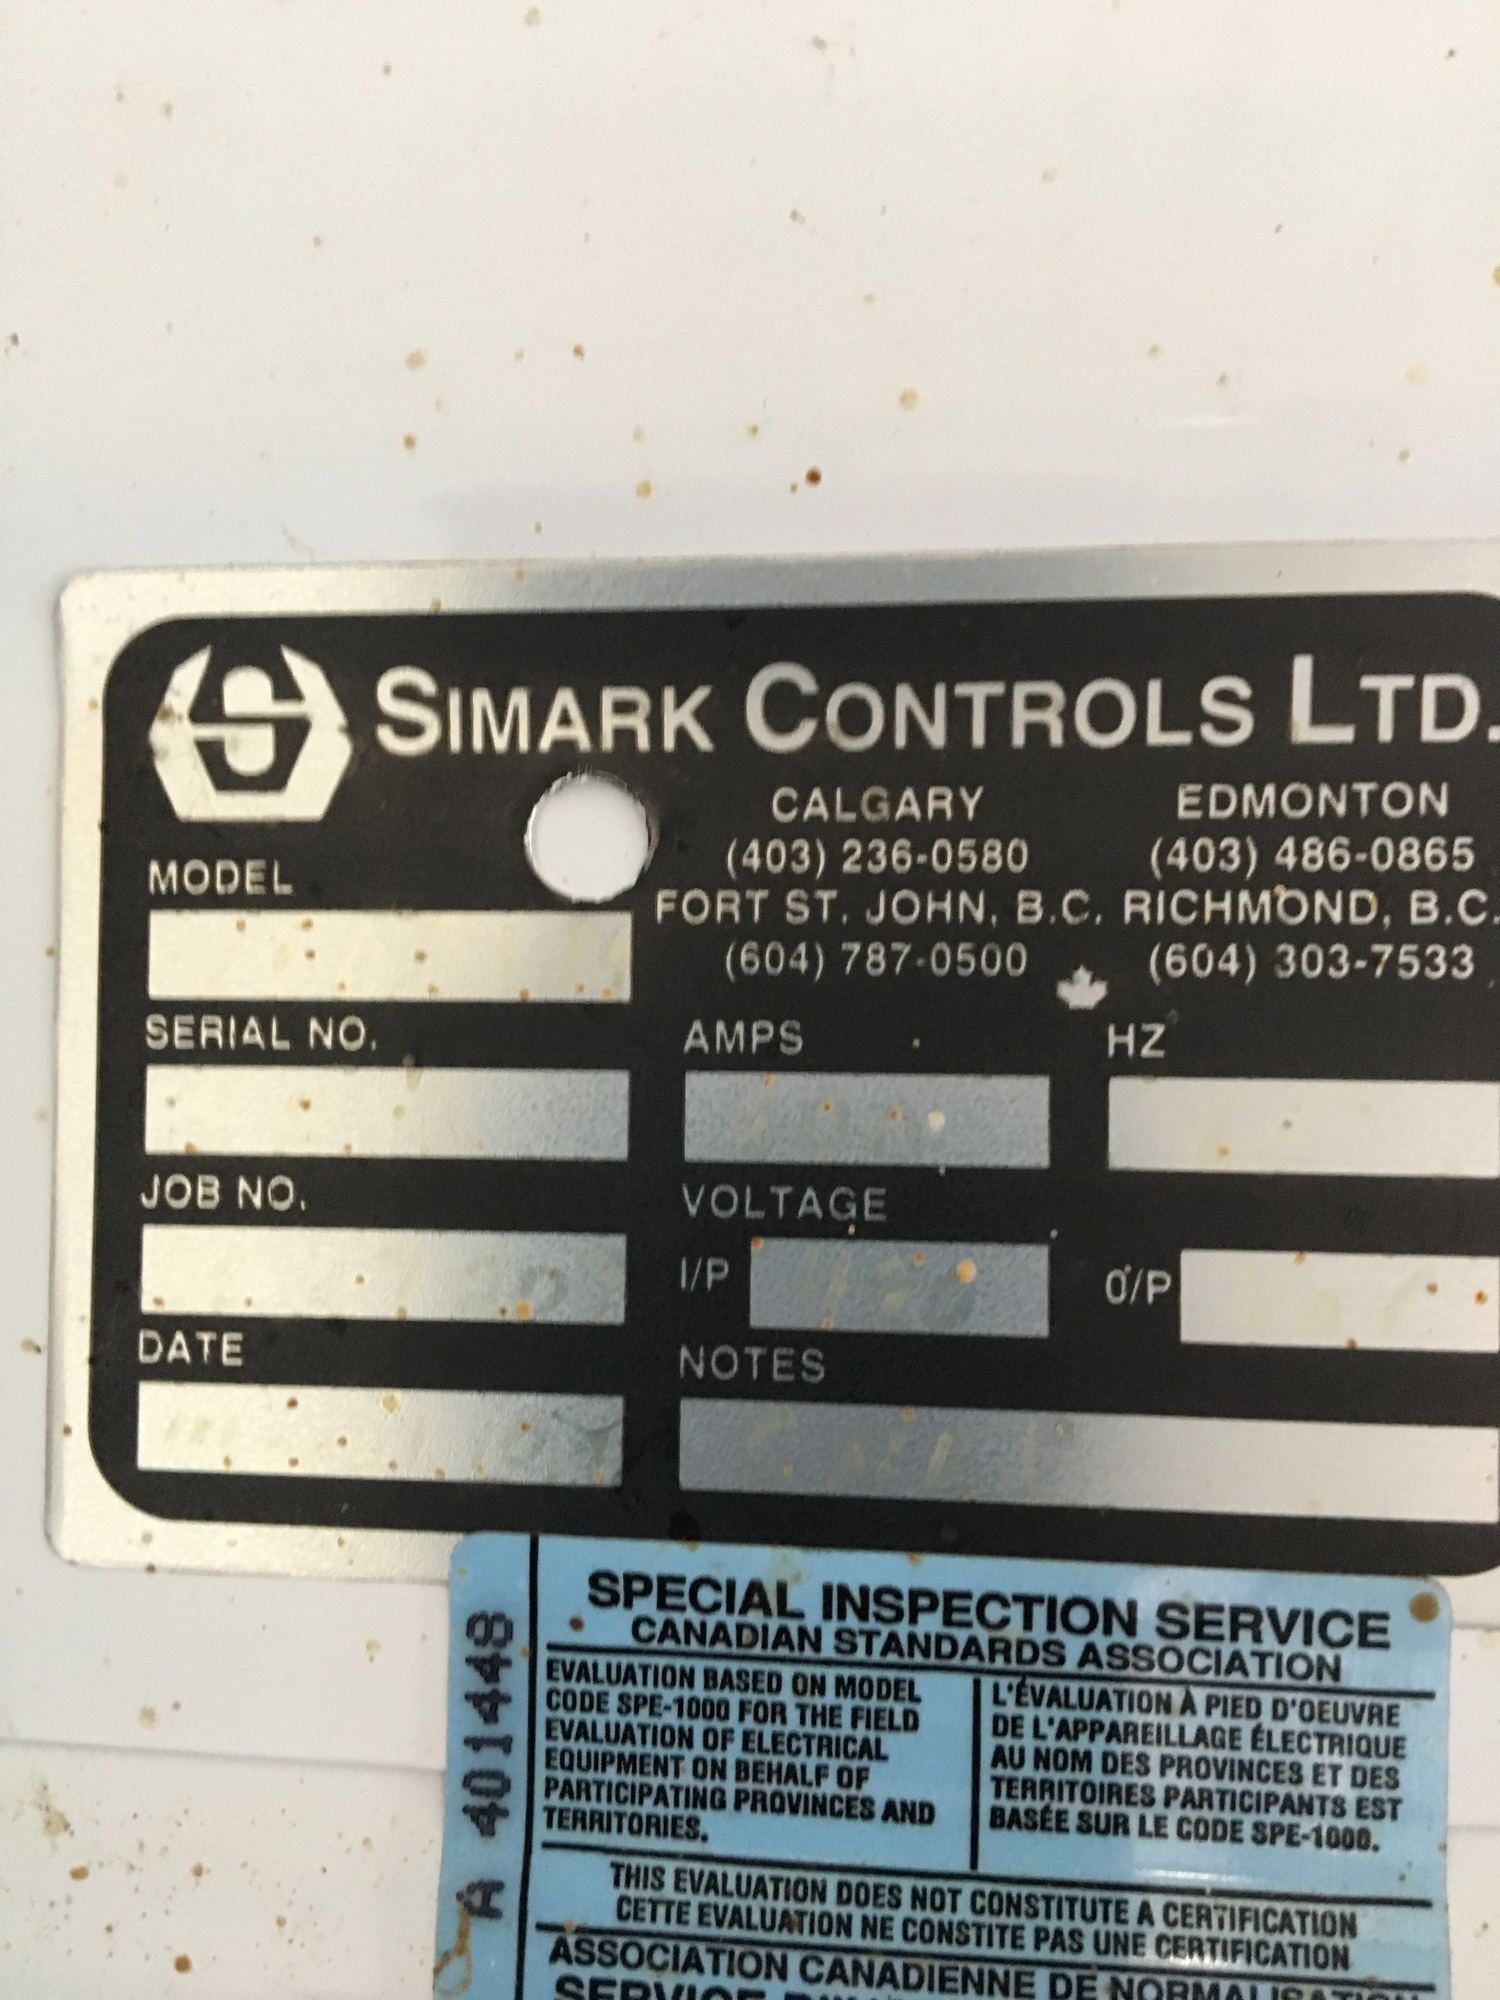 SIMARK CONTROLS LTD.
CALGARY EDMONTON
(403) 236-0580 (403) 486-0865
FORT ST. JOHN, B.C. RICHMOND, B.C.
(604) 787-0500 (604) 303-7533
MODEL
SERIAL NO.
AMPS
HZ
JOB NO.
VOLTAGE
I/P
O/P
DATE
NOTES
A 401448
SPECIAL INSPECTION SERVICE
CANADIAN STANDARDS ASSOCIATION
EVALUATION BASED ON MODEL
CODE SPE-1000 FOR THE FIELD
EVALUATION OF ELECTRICAL
EQUIPMENT ON BEHALF OF
PARTICIPATING PROVINCES AND
TERRITORIES.
L'ÉVALUATION À PIED D'OEUVRE
DE L'APPAREILLAGE ÉLECTRIQUE
AU NOM DES PROVINCES ET DES
TERRITOIRES PARTICIPANTS EST
BASÉE SUR LE CODE SPE-1000.
THIS EVALUATION DOES NOT CONSTITUTE A CERTIFICATION
CETTE EVALUATION NE CONSTITE PAS UNE CERTIFICATION
ASSOCIATION CANADIENNE DE NORMALISATION
SERVICE